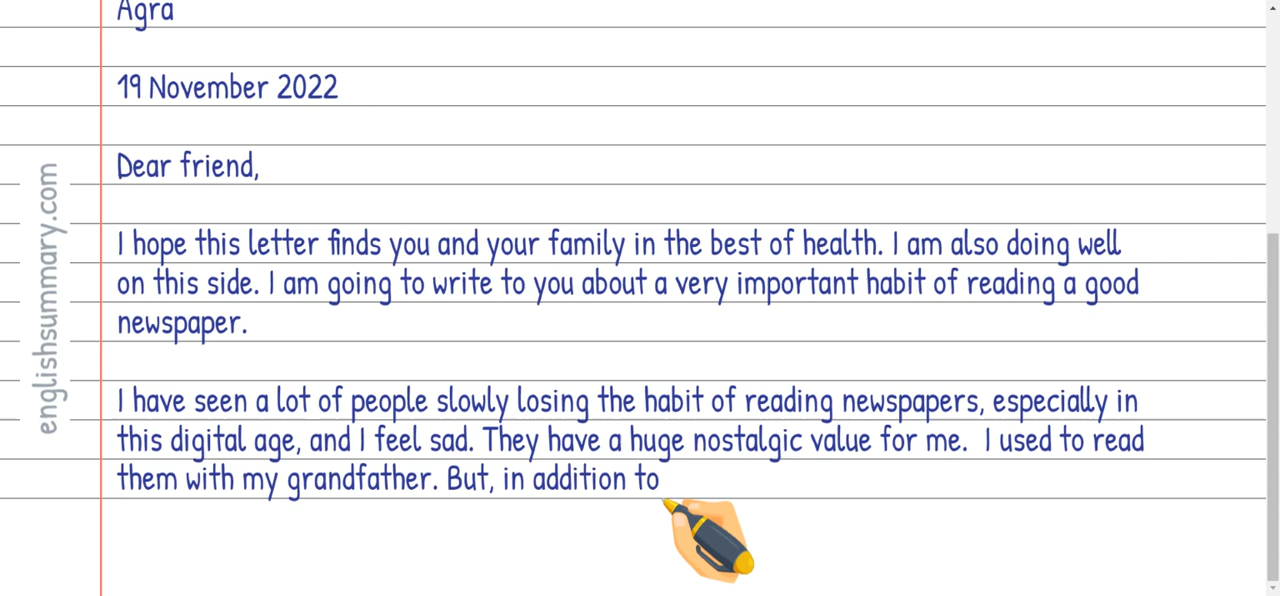 Agra
19 November 2022
Dear friend,
I hope this letter finds you and your family in the best of health. I am also doing well
on this side. I am going to write to you about a very important habit of reading a good
newspaper.
I have seen a lot of people slowly losing the habit of reading newspapers, especially in
this digital age, and I feel sad. They have a huge nostalgic value for me.  I used to read
them with my grandfather. But, in addition to
englishsummary.com